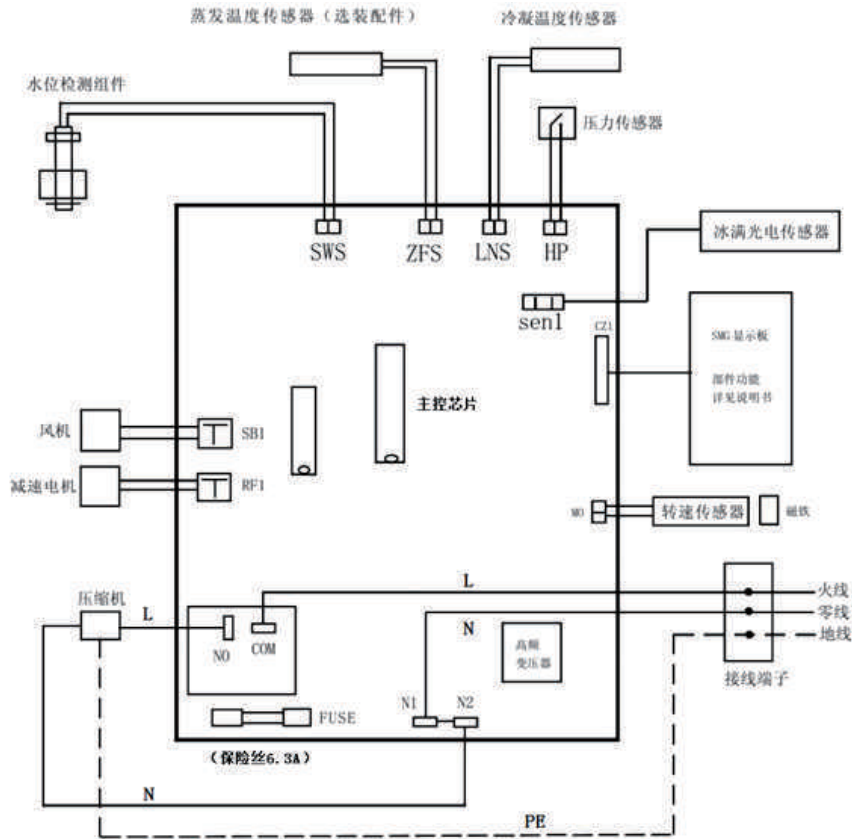 蒸发温度传感器（选装配件）
冷凝温度传感器
水位检测组件
压力传感器
SWS
ZFS
LNS
HP
冰满光电传感器
sen1
CZ1
SMG显示板
部件功能
详见说明书
主控芯片
风机
SB1
减速电机
RF1
MO
转速传感器
磁铁
压缩机
L
NO
COM
L
N
火线
零线
地线
高频
变压器
接线端子
N1
N2
FUSE
（保险丝6.3A）
N
PE